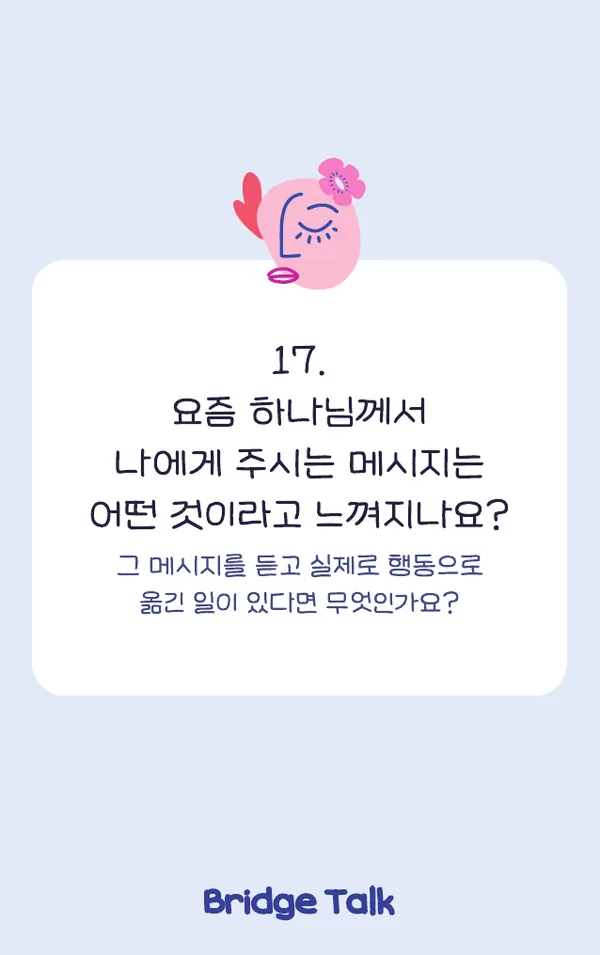 17.
요즘 하나님께서
나에게 주시는 메시지는
어떤 것이라고 느껴지나요?
그 메시지를 듣고 실제로 행동으로
옮긴 일이 있다면 무엇인가요?
Bridge Talk